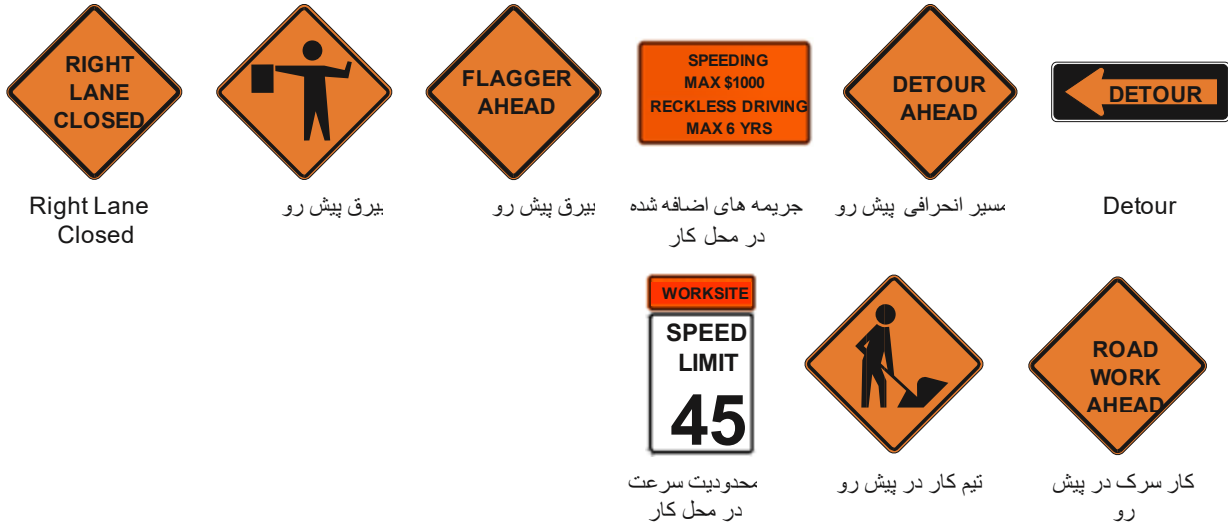 RIGHT
LANE
CLOSED
FLAGGER
AHEAD
SPEEDING
MAX $1000
RECKLESS DRIVING
MAX 6 YRS
DETOUR
AHEAD
DETOUR
Right Lane
Closed
بیرق پیش رو
بیرق پیش رو
جریمه های اضافه شده
در محل کار
مسیر انحرافی پیش رو
Detour
WORKSITE
SPEED
LIMIT
45
ROAD
WORK
AHEAD
محدودیت سرعت
در محل کار
تیم کار در پیش رو
کار سرک در پیش
رو